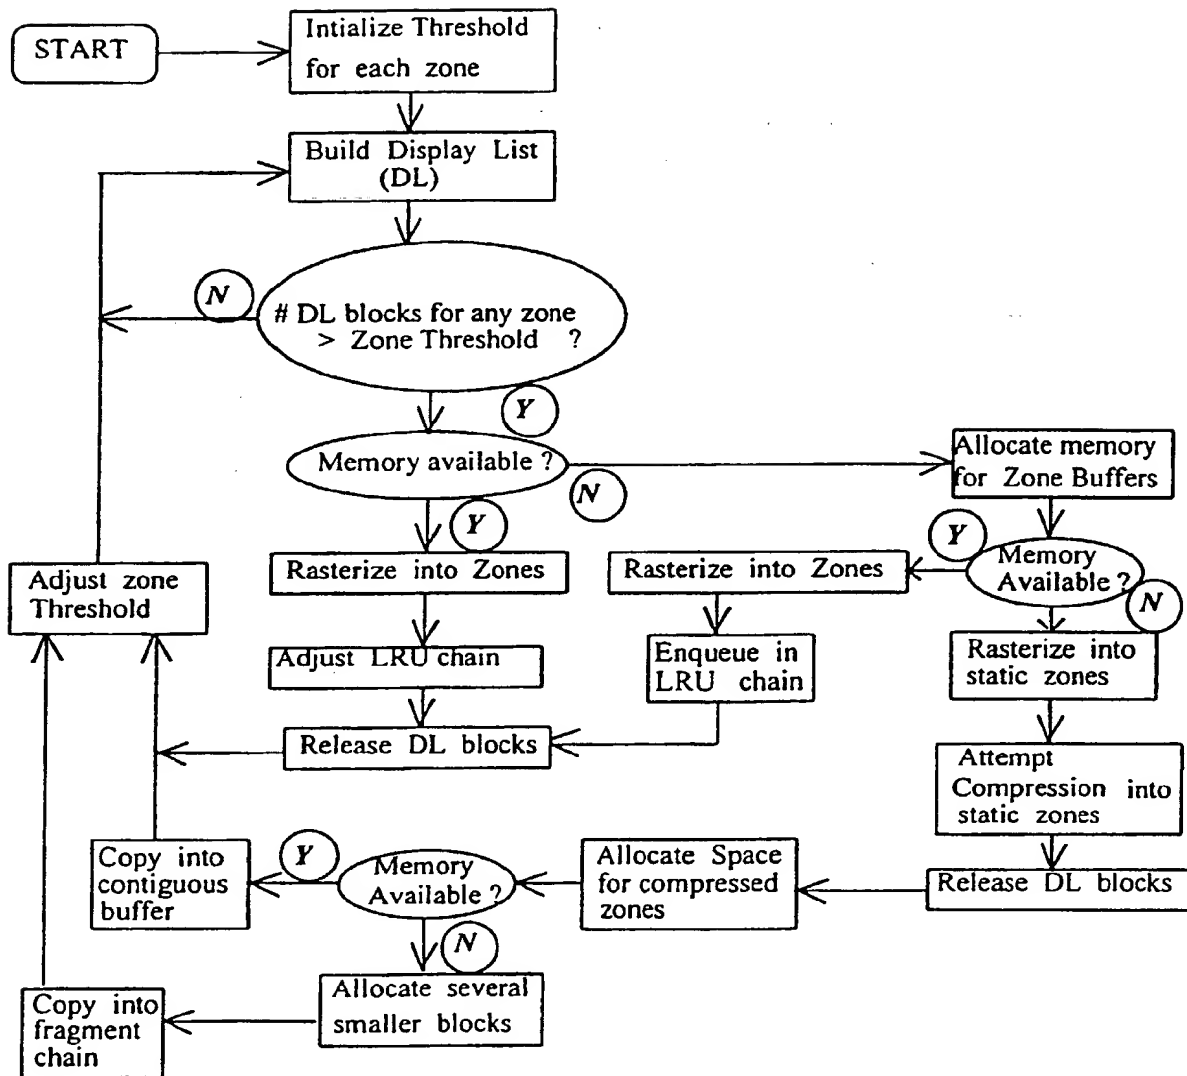 START
Intialize Threshold
for each zone
Build Display List
(DL)
N
# DL blocks for any zone
> Zone Threshold ?
Y
Memory available ?
N
Allocate memory
for Zone Buffers
Y
Y
Memory
Available ?
N
Adjust zone
Threshold
Rasterize into Zones
Rasterize into Zones
Rasterize into
static zones
Adjust LRU chain
Enqueue in
LRU chain
Release DL blocks
Attempt
Compression into
static zones
Copy into
contiguous
buffer
Y
Memory
Available ?
N
Allocate Space
for compressed
zones
Release DL blocks
Copy into
fragment
chain
Allocate several
smaller blocks